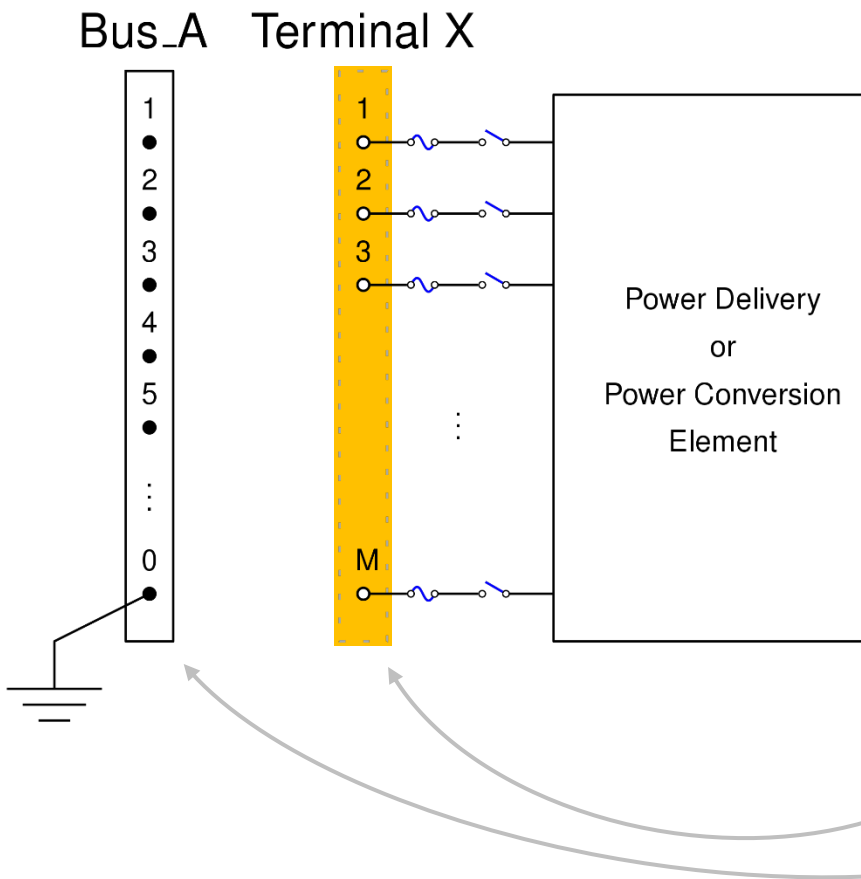 Bus_A Terminal X
1 1
2 2
3 3
4
5
⋮ ⋮
0 M
Power Delivery
or
Power Conversion
Element